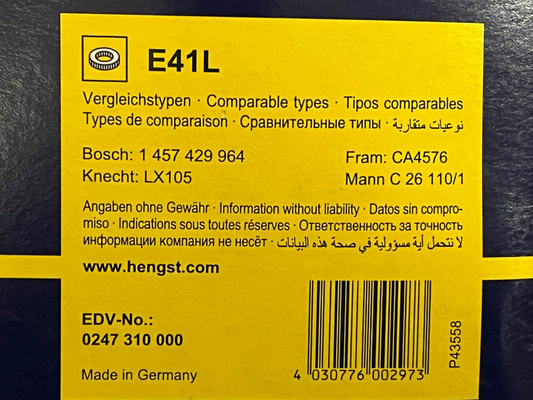 E41L
Vergleichstypen · Comparable types · Tipos comparables
Types de comparaison · Сравнительные типы · نوعيات متقاربة
Bosch: 1 457 429 964
Fram: CA4576
Knecht: LX105
Mann C 26 110/1
Angaben ohne Gewähr · Information without liability · Datos sin compro-
miso · Indications sous toutes réserves · Ответственность за точность
информации компания не несёт · لا نتحمل أية مسؤولية في صحة هذه البيانات
www.hengst.com
EDV-No.:
0247 310 000
Made in Germany
4 030776 002973
P43558